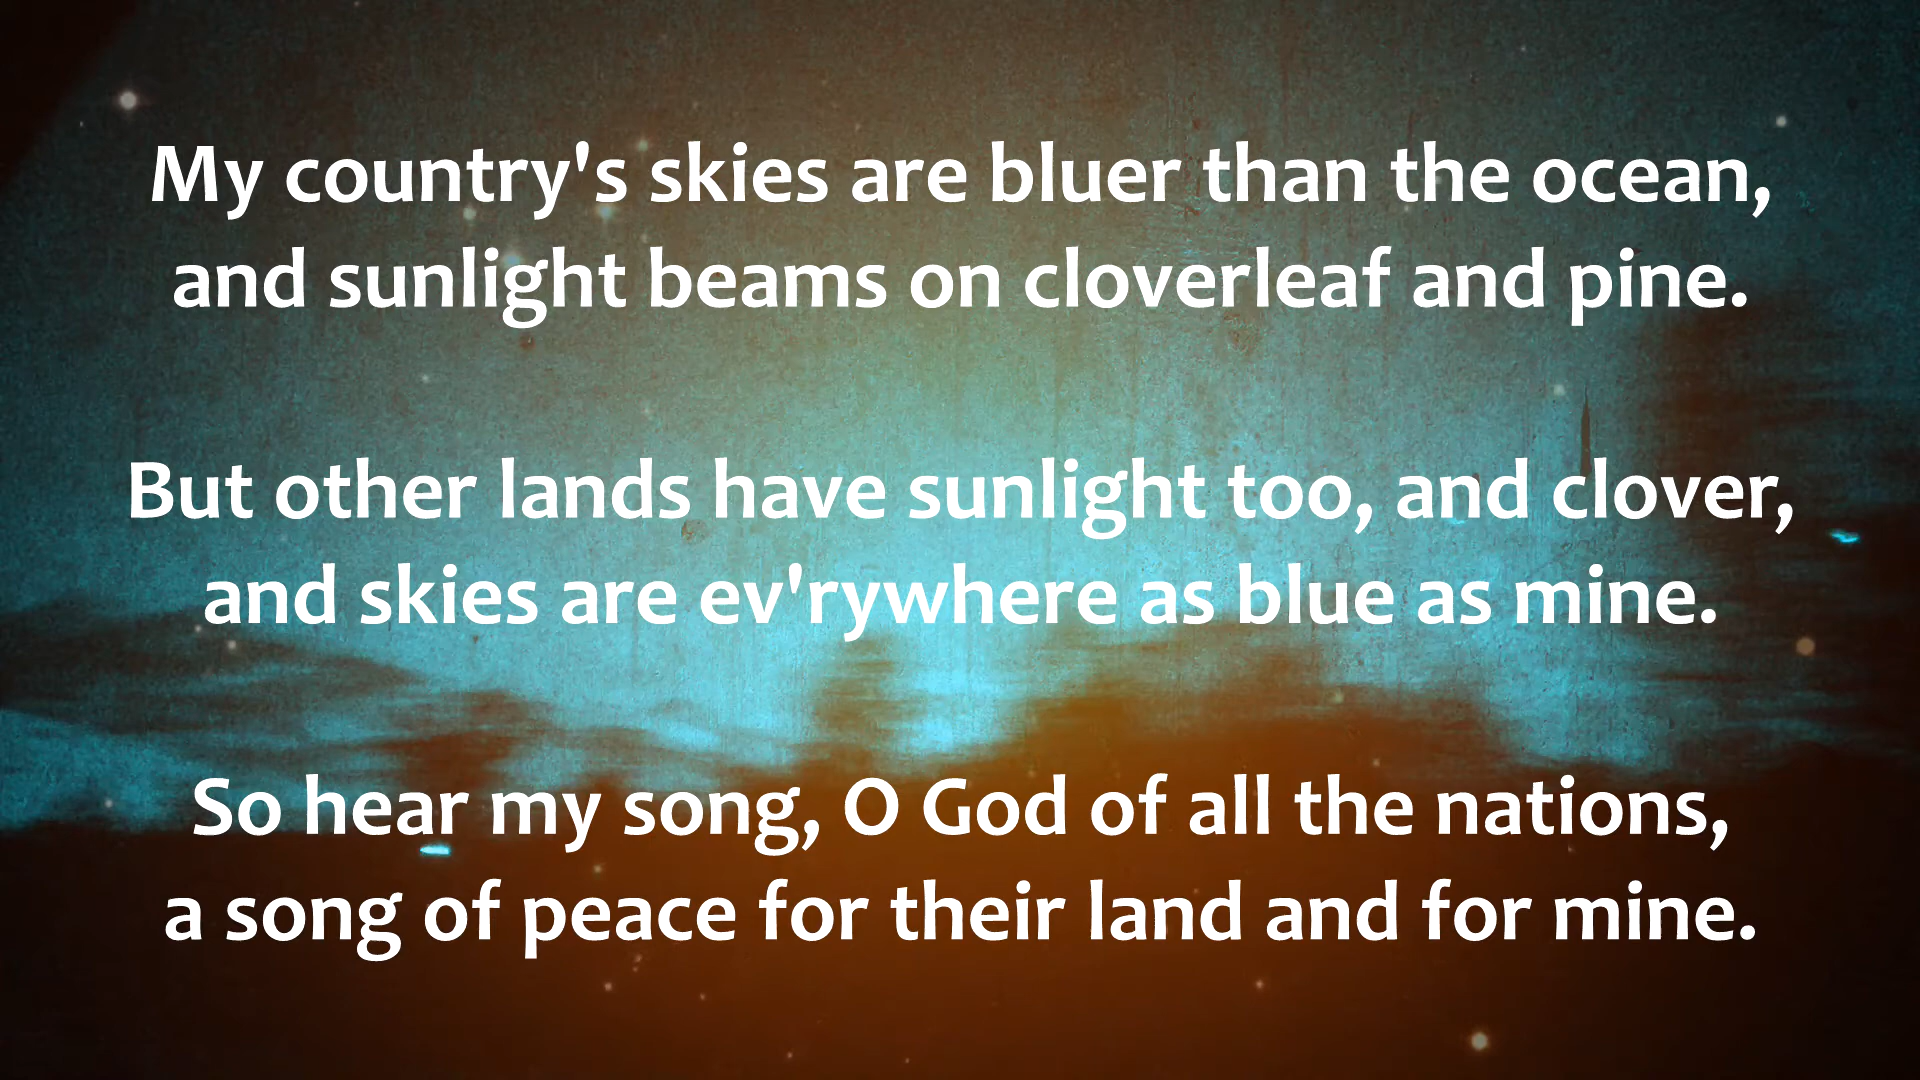 My country's skies are bluer than the ocean,
and sunlight beams on cloverleaf and pine.
But other lands have sunlight too, and clover,
and skies are ev'rywhere as blue as mine.
So hear my song, O God of all the nations,
a song of peace for their land and for mine.